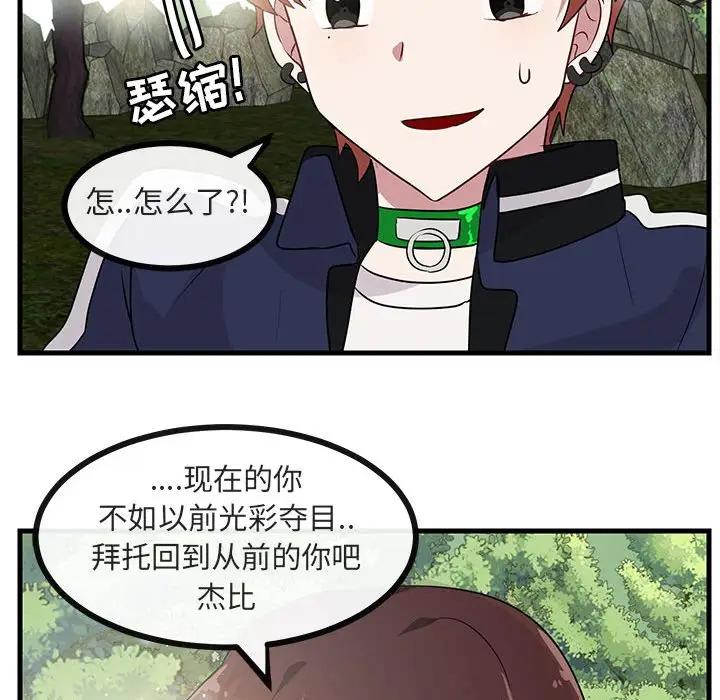 瑟缩!
怎..怎么了?!
....现在的你
不如以前光彩夺目..
拜托回到从前的你吧
杰比